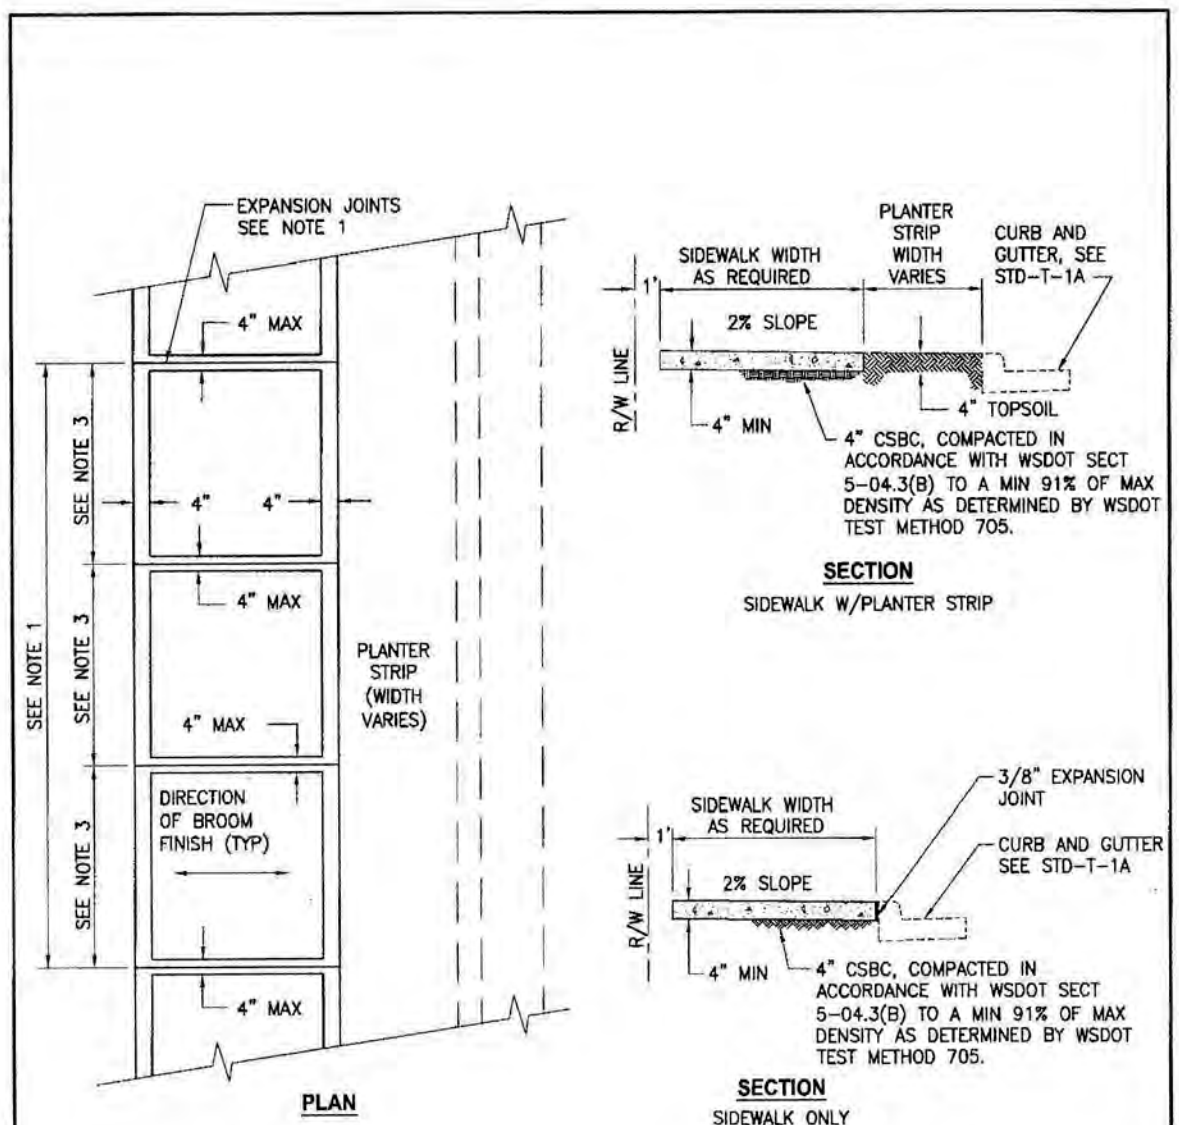 EXPANSION JOINTS
SEE NOTE 1
4" MAX
SEE NOTE 3
4"
4"
4" MAX
SEE NOTE 1
SEE NOTE 3
PLANTER
STRIP
(WIDTH
VARIES)
4" MAX
SEE NOTE 3
DIRECTION
OF BROOM
FINISH (TYP)
4" MAX
PLAN
PLANTER
STRIP
WIDTH
VARIES
CURB AND
GUTTER, SEE
STD-T-1A
SIDEWALK WIDTH
AS REQUIRED
1'
2% SLOPE
R/W LINE
4" MIN
4" TOPSOIL
4" CSBC, COMPACTED IN
ACCORDANCE WITH WSDOT SECT
5-04.3(B) TO A MIN 91% OF MAX
DENSITY AS DETERMINED BY WSDOT
TEST METHOD 705.
SECTION
SIDEWALK W/PLANTER STRIP
3/8" EXPANSION
JOINT
SIDEWALK WIDTH
AS REQUIRED
1'
CURB AND GUTTER
SEE STD-T-1A
2% SLOPE
R/W LINE
4" MIN
4" CSBC, COMPACTED IN
ACCORDANCE WITH WSDOT SECT
5-04.3(B) TO A MIN 91% OF MAX
DENSITY AS DETERMINED BY WSDOT
TEST METHOD 705.
SECTION
SIDEWALK ONLY